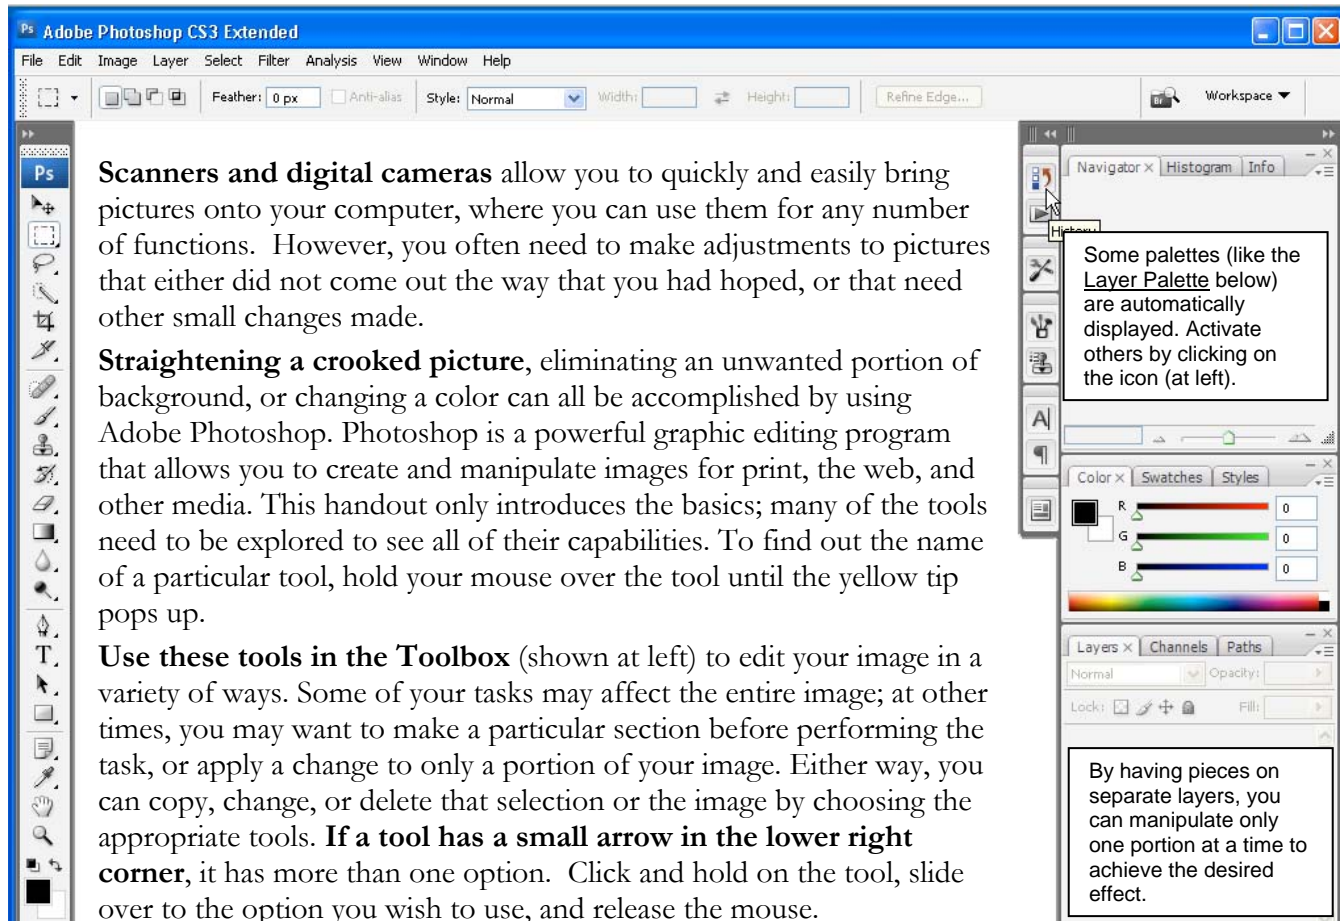 Ps Adobe Photoshop CS3 Extended
File Edit Image Layer Select Filter Analysis View Window Help
Feather: 0 px Anti-alias Style: Normal Width: Height: Refine Edge... Br Workspace
Ps
Scanners and digital cameras allow you to quickly and easily bring
pictures onto your computer, where you can use them for any number
of functions. However, you often need to make adjustments to pictures
that either did not come out the way that you had hoped, or that need
other small changes made.
Straightening a crooked picture, eliminating an unwanted portion of
background, or changing a color can all be accomplished by using
Adobe Photoshop. Photoshop is a powerful graphic editing program
that allows you to create and manipulate images for print, the web, and
other media. This handout only introduces the basics; many of the tools
need to be explored to see all of their capabilities. To find out the name
of a particular tool, hold your mouse over the tool until the yellow tip
pops up.
Use these tools in the Toolbox (shown at left) to edit your image in a
variety of ways. Some of your tasks may affect the entire image; at other
times, you may want to make a particular section before performing the
task, or apply a change to only a portion of your image. Either way, you
can copy, change, or delete that selection or the image by choosing the
appropriate tools. If a tool has a small arrow in the lower right
corner, it has more than one option. Click and hold on the tool, slide
over to the option you wish to use, and release the mouse.
Navigator Histogram Info
History
Some palettes (like the
Layer Palette below)
are automatically
displayed. Activate
others by clicking on
the icon (at left).
Color Swatches Styles
R 0
G 0
B 0
Layers Channels Paths
Normal Opacity:
Lock: Fill:
By having pieces on
separate layers, you
can manipulate only
one portion at a time to
achieve the desired
effect.